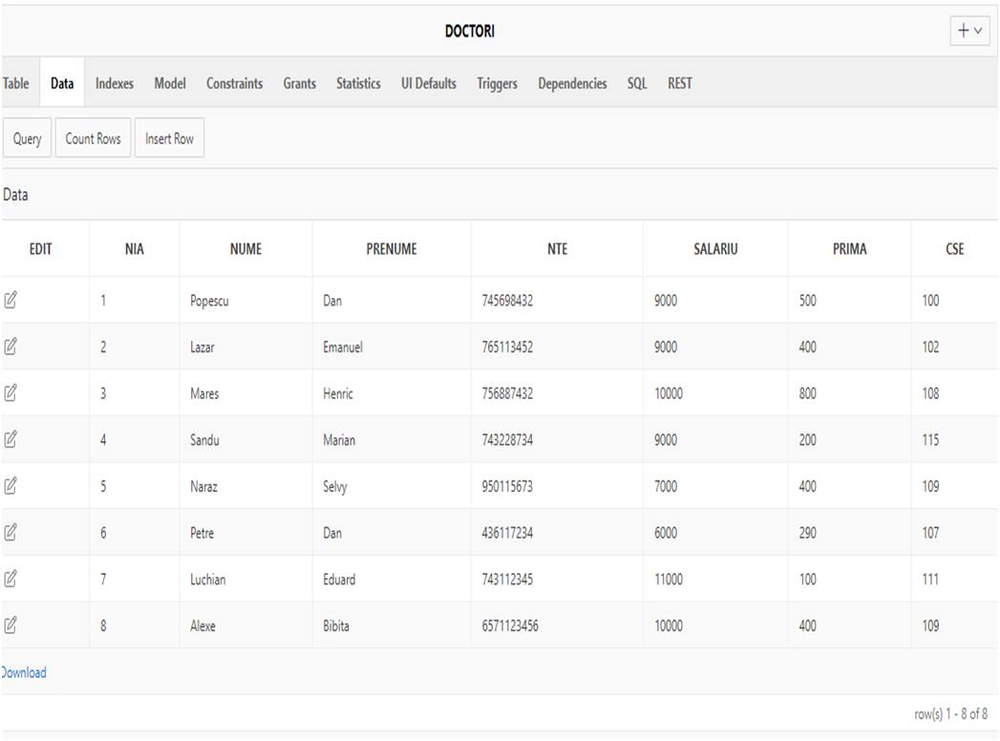 DOCTORI
Table Data Indexes Model Constraints Grants Statistics UI Defaults Triggers Dependencies SQL REST
Query Count Rows Insert Row
Data
EDIT NIA NUME PRENUME NTE SALARIU PRIMA CSE
1 Popescu Dan 745698432 9000 500 100
2 Lazar Emanuel 765113452 9000 400 102
3 Mares Henric 756887432 10000 800 108
4 Sandu Marian 743228734 9000 200 115
5 Naraz Selvy 950115673 7000 400 109
6 Petre Dan 436117234 6000 290 107
7 Luchian Eduard 743112345 11000 100 111
8 Alexe Bibita 6571123456 10000 400 109
Download
row(s) 1 - 8 of 8